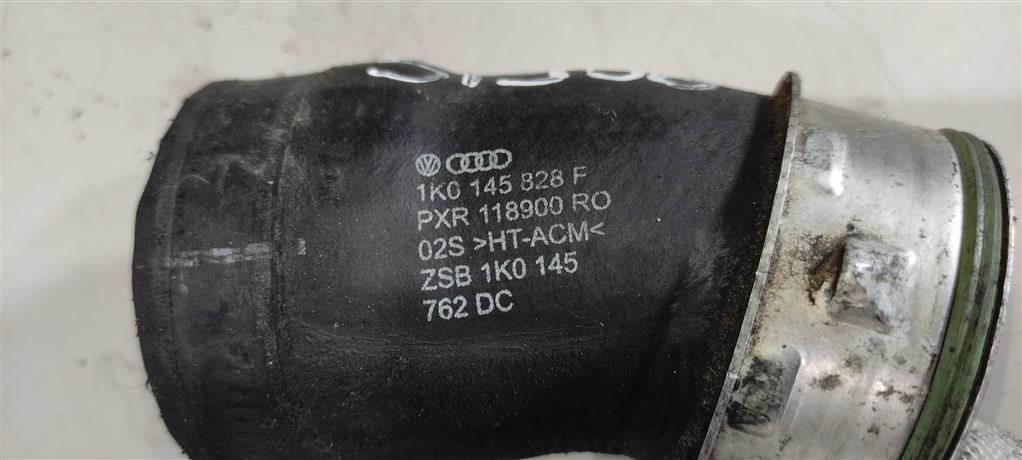 1K0 145 828 F
PXR 118900 RO
02S >HT-ACM<
ZSB 1K0 145
762 DC